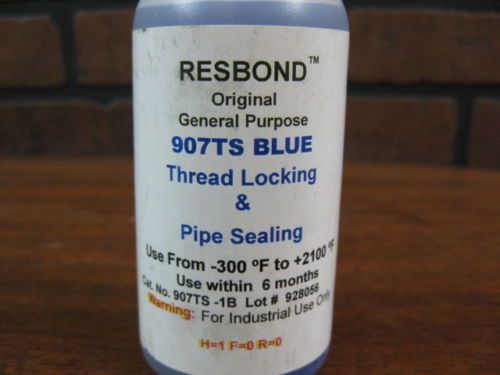 RESBOND™
Original
General Purpose
907TS BLUE
Thread Locking
&
Pipe Sealing
Use From -300 ºF to +2100 ºF
Use within 6 months
Cat. No. 907TS -1B Lot # 928056
Warning: For Industrial Use Only
H=1 F=0 R=0